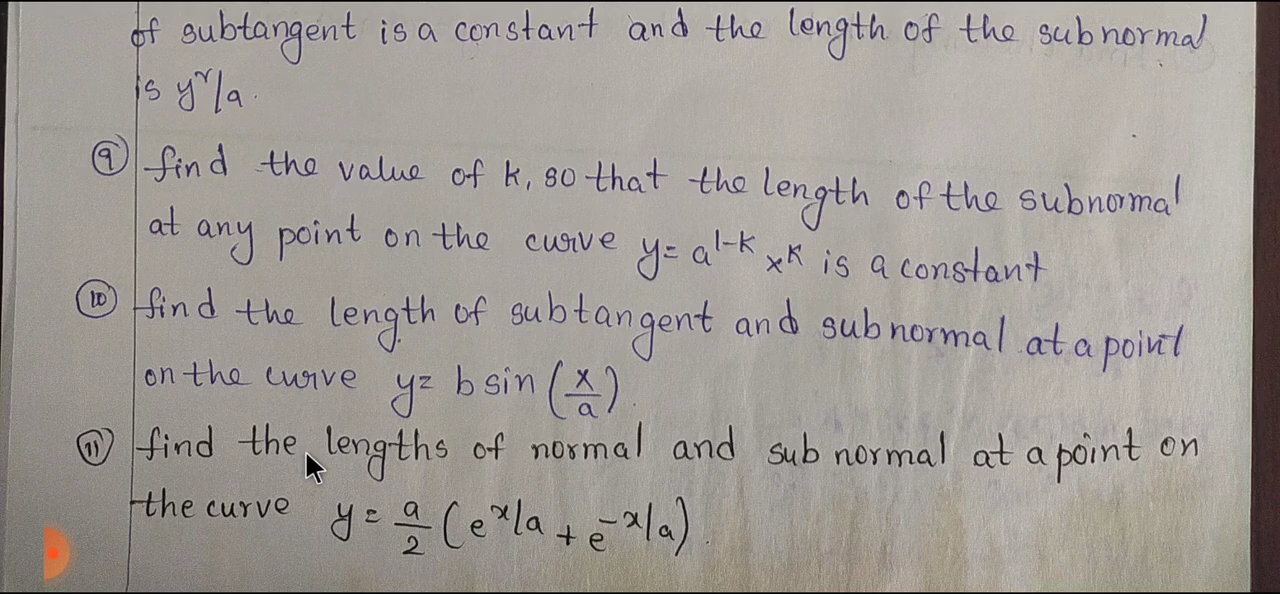 of subtangent is a constant and the length of the subnormal
is y²/a.
⑨ find the value of k, so that the length of the subnormal
at any point on the curve y = a^(1-k) x^k is a constant
⑩ find the length of subtangent and subnormal at a point
on the curve y = b sin (x/a).
⑪ find the lengths of normal and sub normal at a point on
the curve y = a/2 (e^x/a + e^-x/a).